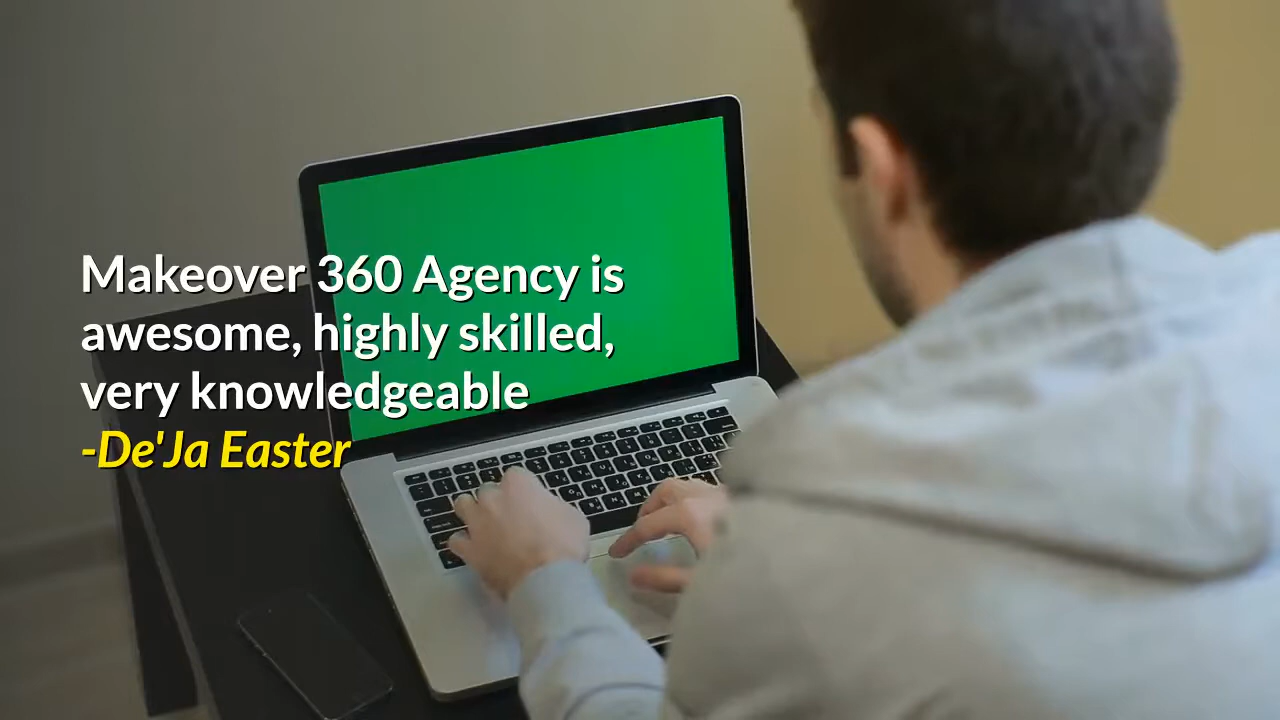 Makeover 360 Agency is
awesome, highly skilled,
very knowledgeable
-De'Ja Easter